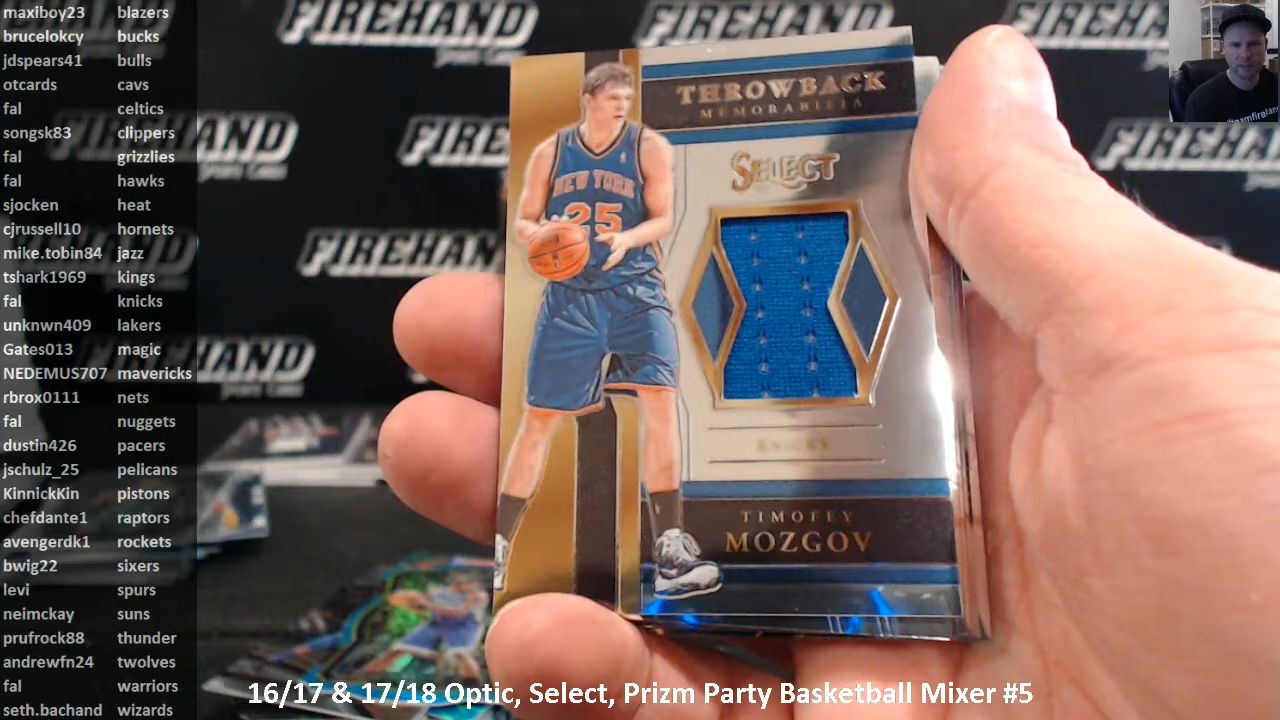 maxiboy23 blazers
brucelokcy bucks
jdspears41 bulls
otcards cavs
fal celtics
songsk83 clippers
fal grizzlies
fal hawks
sjocken heat
cjrussell10 hornets
mike.tobin84 jazz
tshark1969 kings
fal knicks
unknwn409 lakers
Gates013 magic
NEDEMUS707 mavericks
rbrox0111 nets
fal nuggets
dustin426 pacers
jschulz_25 pelicans
KinnickKin pistons
chefdante1 raptors
avengerdk1 rockets
bwig22 sixers
levi spurs
neimckay suns
prufrock88 thunder
andrewfn24 twolves
fal warriors
seth.bachand wizards
FIREHAND
FIREHAND
FIREHAND
THROWBACK
MEMORABILIA
SELECT
NEW YORK
25
KNICKS
TIMOFEY
MOZGOV
16/17 & 17/18 Optic, Select, Prizm Party Basketball Mixer #5